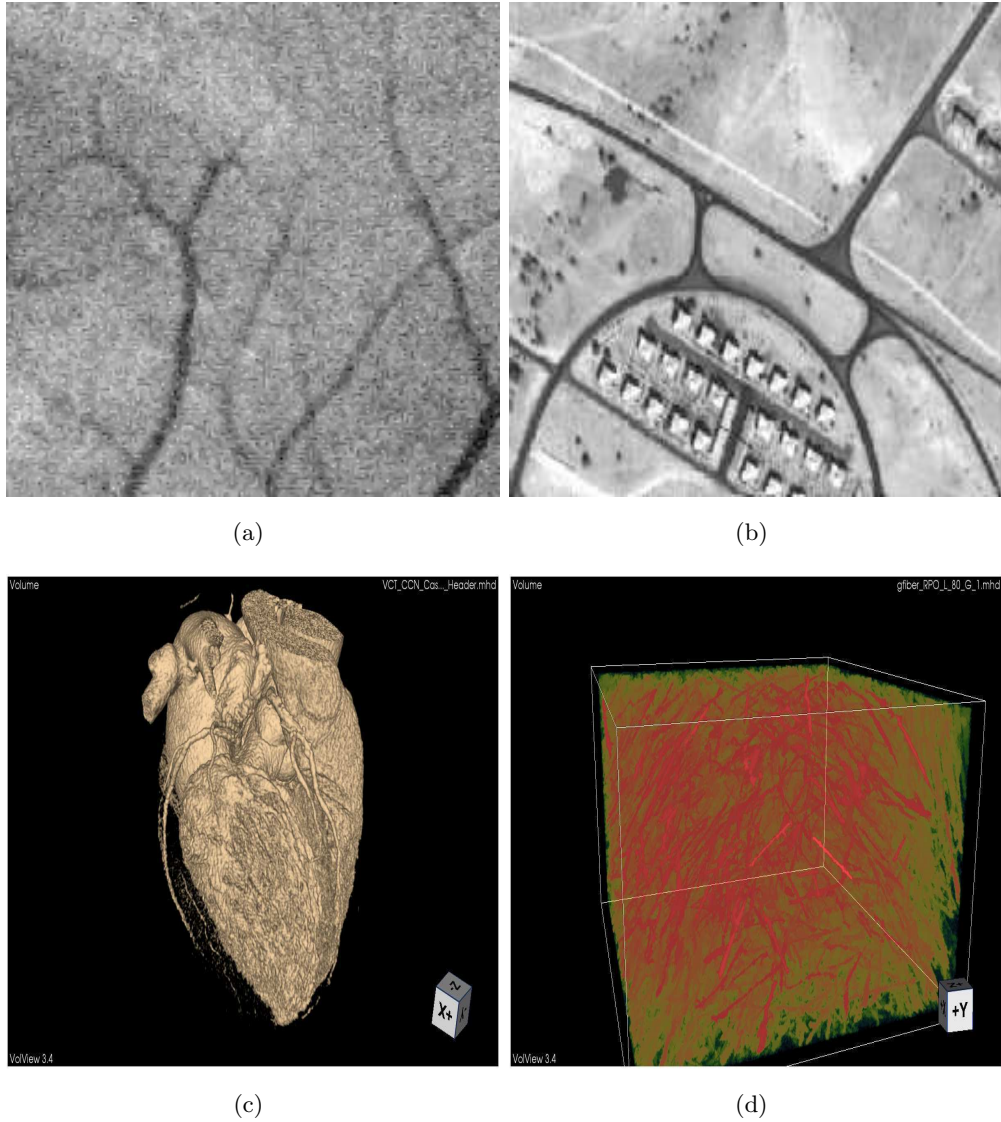 (a)
(b)
Volume
VCT_CCN_Cas..._Header.mhd
X+
VolView 3.4
(c)
Volume
gfiber_RPO_L_80_G_1.mhd
+Y
VolView 3.4
(d)